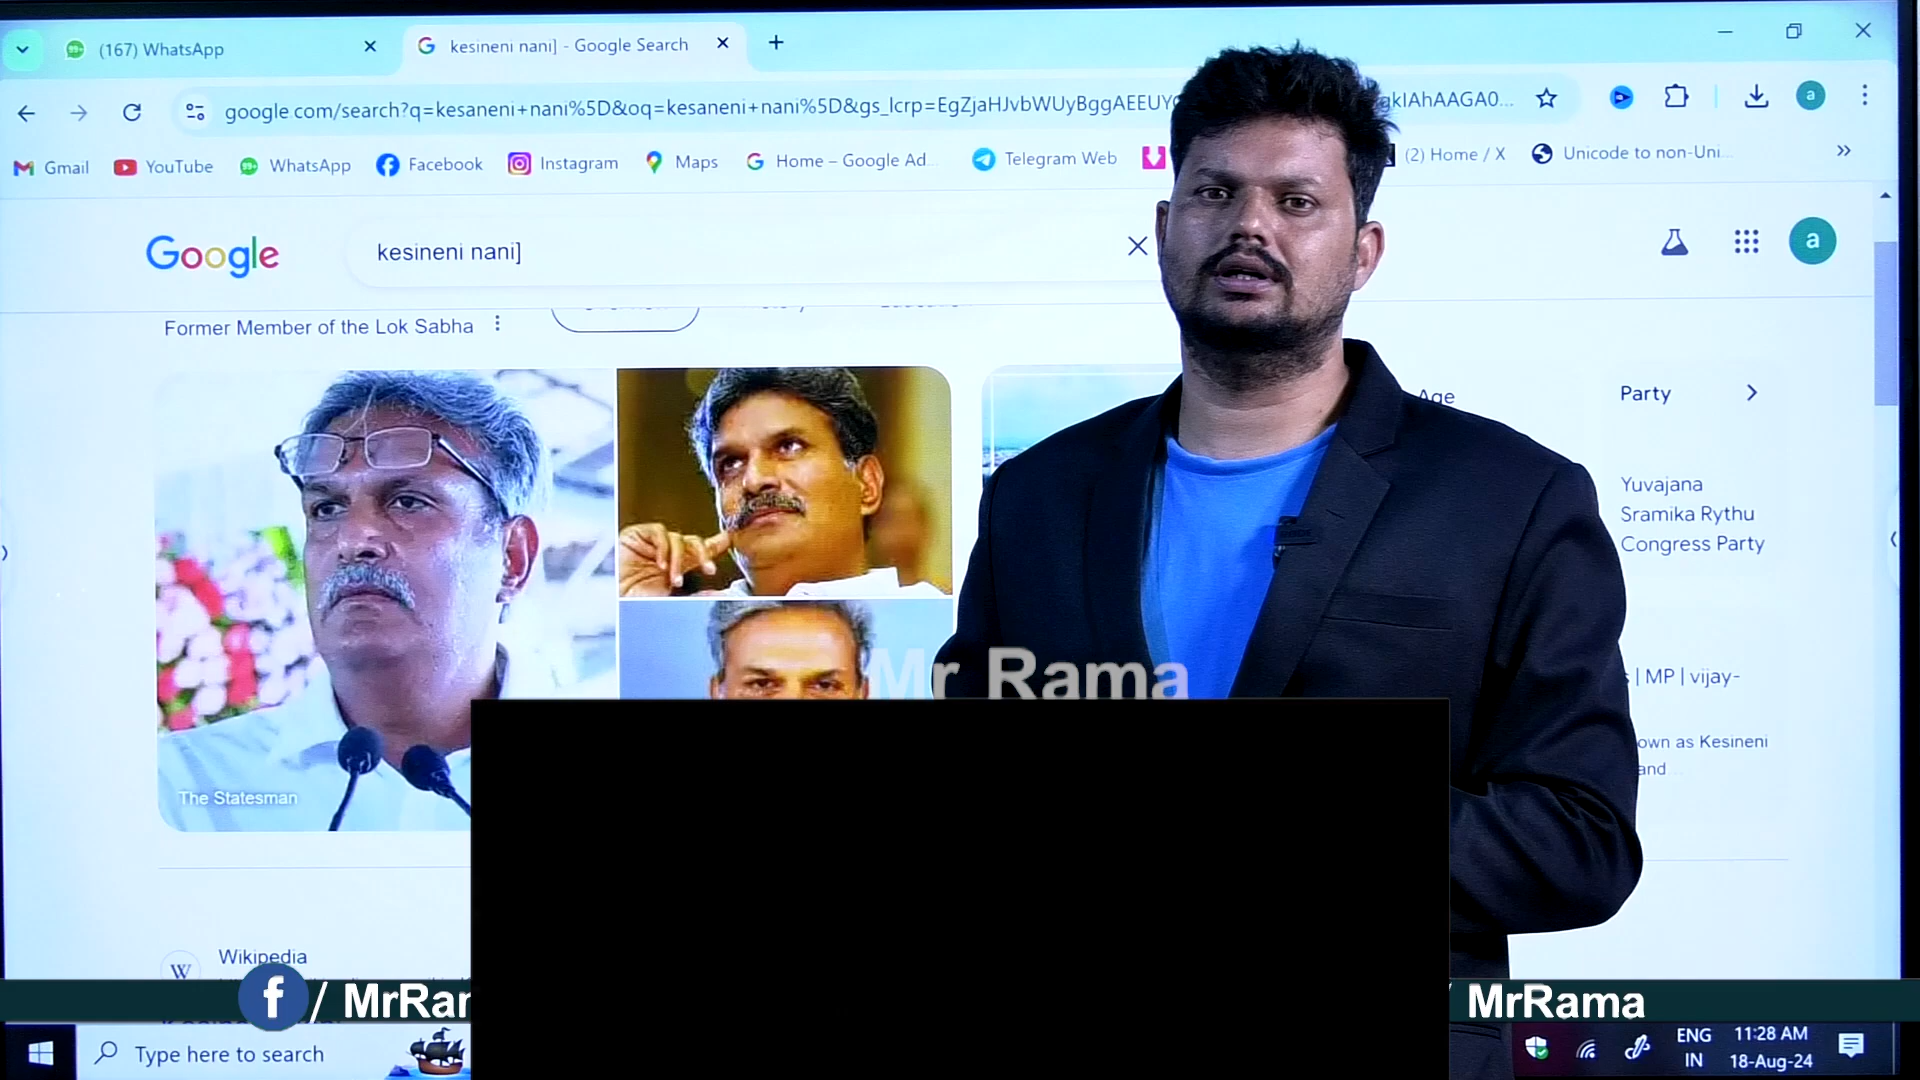 (167) WhatsApp
kesineni nani] - Google Search
google.com/search?q=kesaneni+nani%5D&oq=kesaneni+nani%5D&gs_lcrp=EgZjaHJvbWUyBggAEEUY
gkIAhAAGA0...
a
Gmail
YouTube
WhatsApp
Facebook
Instagram
Maps
Home – Google Ad...
Telegram Web
(2) Home / X
Unicode to non-Uni...
Google
kesineni nani]
a
Former Member of the Lok Sabha
Age
Party
Yuvajana
Sramika Rythu
Congress Party
Mr Rama
| MP | vijay-
own as Kesineni
and ...
The Statesman
Wikipedia
W
f / MrRam
/ MrRama
Type here to search
ENG
IN
11:28 AM
18-Aug-24